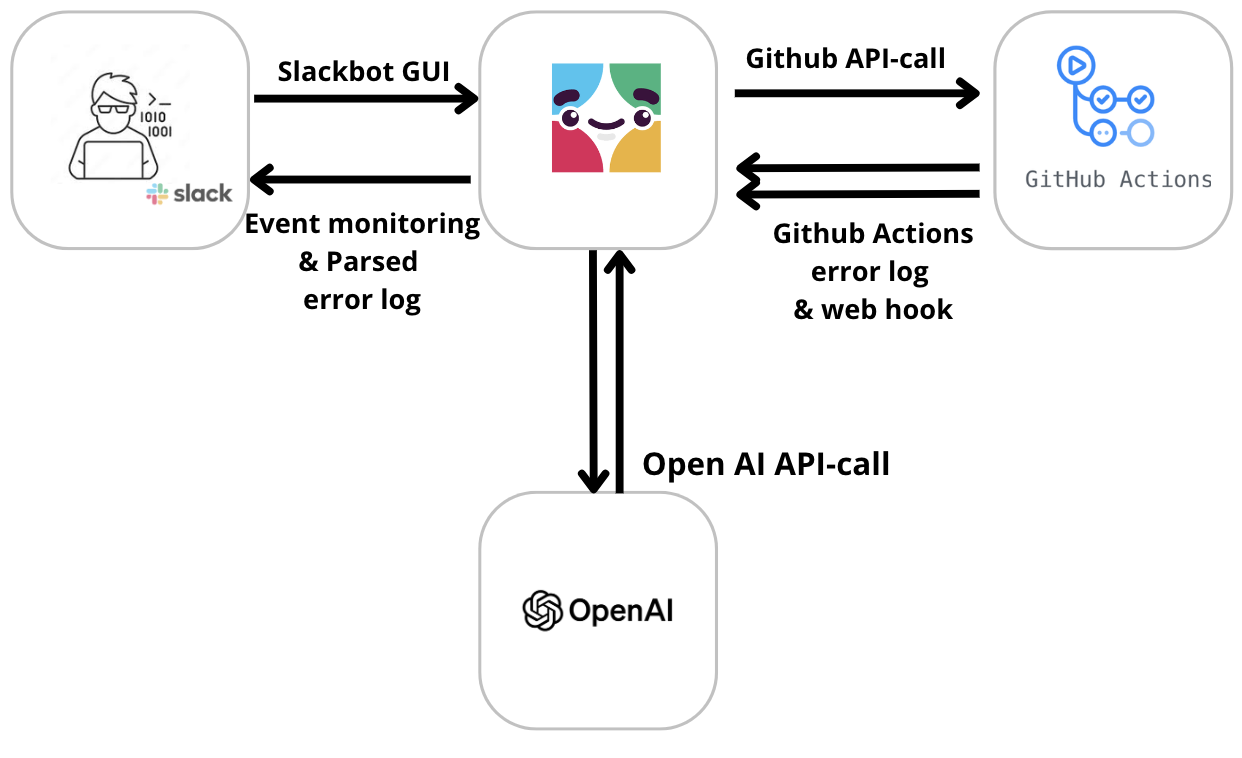 Slackbot GUI
Github API-call
>_
1010
1001
slack
GitHub Actions
Event monitoring
& Parsed
error log
Github Actions
error log
& web hook
Open AI API-call
OpenAI